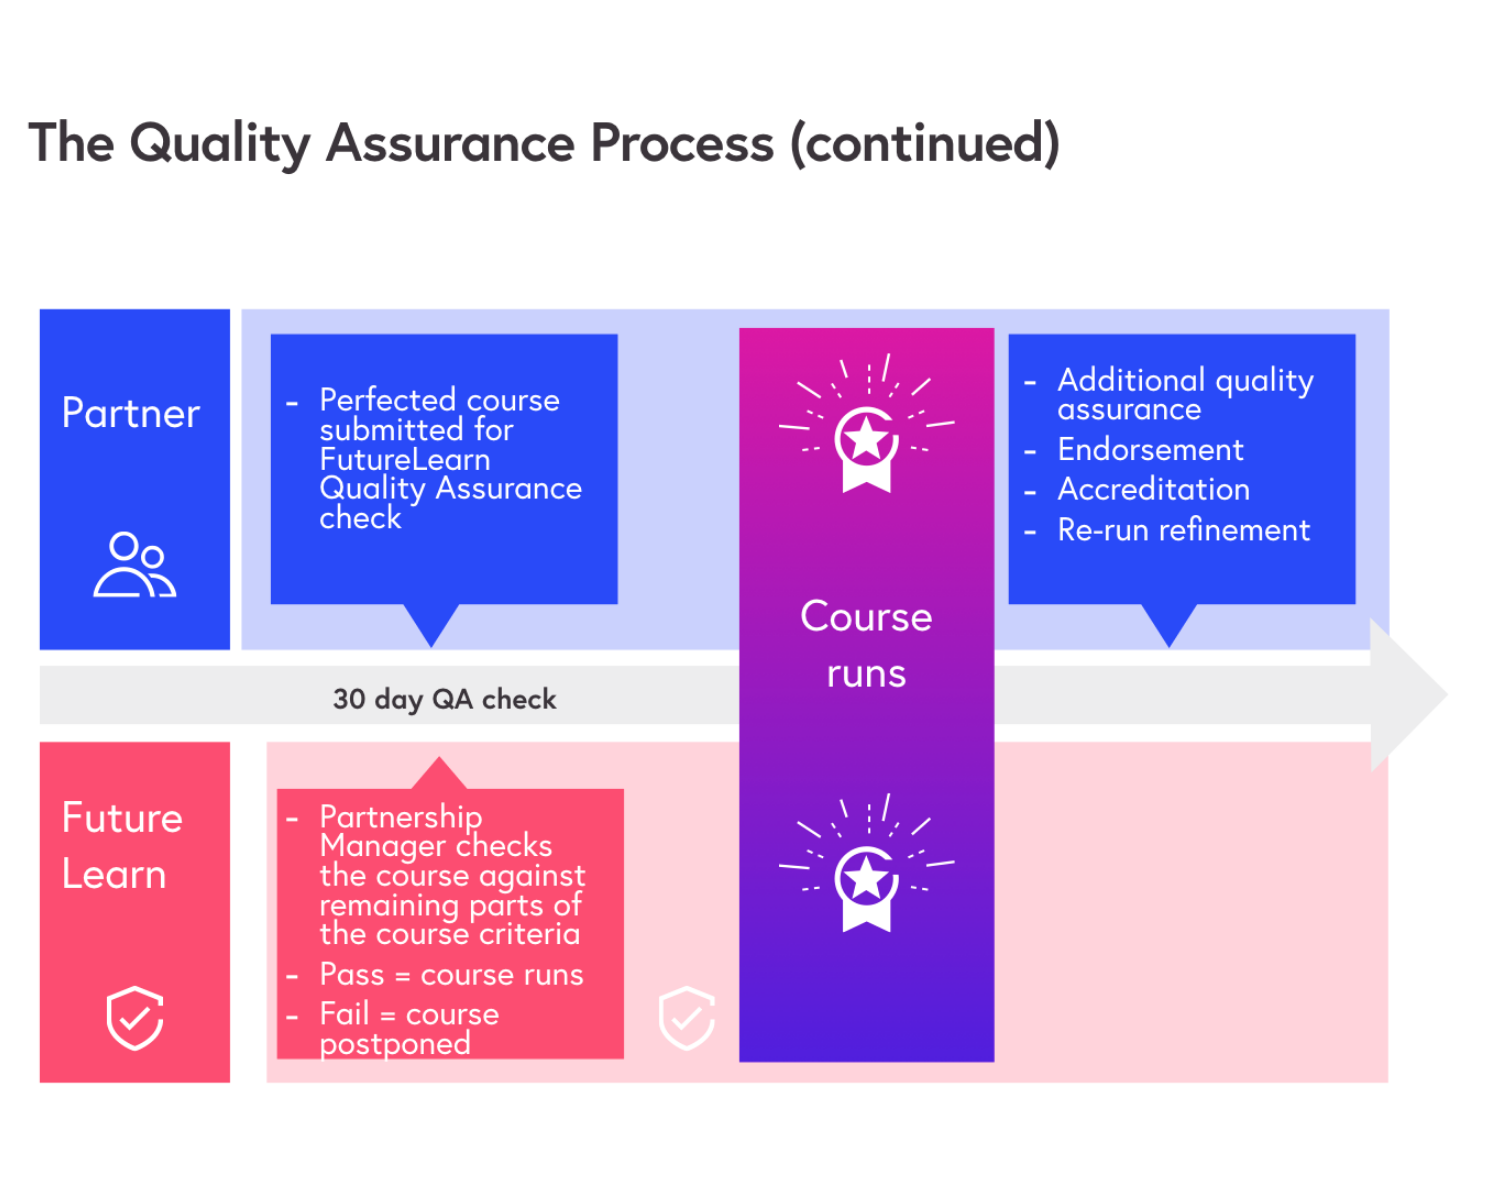 The Quality Assurance Process (continued)
Partner
- Perfected course
submitted for
FutureLearn
Quality Assurance
check
Course
runs
- Additional quality
assurance
- Endorsement
- Accreditation
- Re-run refinement
30 day QA check
Future
Learn
- Partnership
Manager checks
the course against
remaining parts of
the course criteria
- Pass = course runs
- Fail = course
postponed